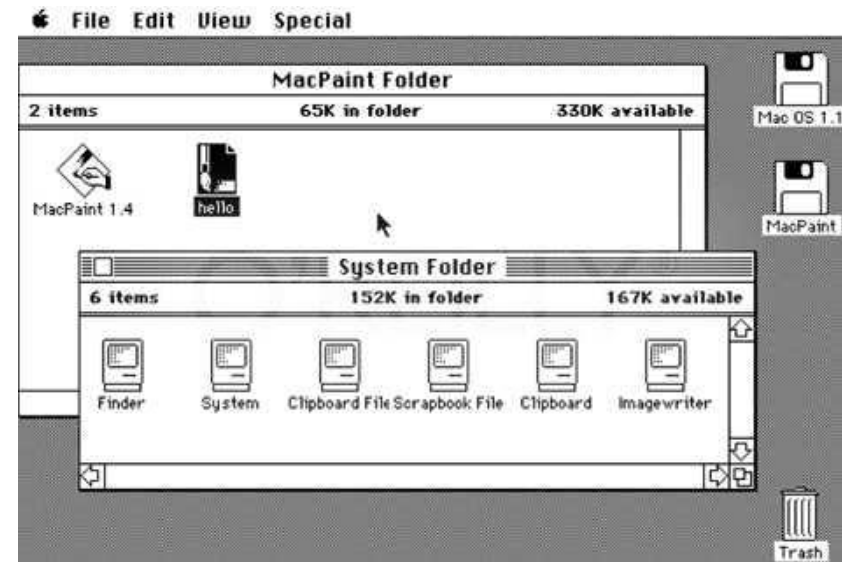 File Edit View Special
MacPaint Folder
2 items 65K in folder 330K available
MacPaint 1.4 hello
Mac OS 1.1
MacPaint
System Folder
6 items 152K in folder 167K available
Finder System Clipboard File Scrapbook File Clipboard Imagewriter
Trash